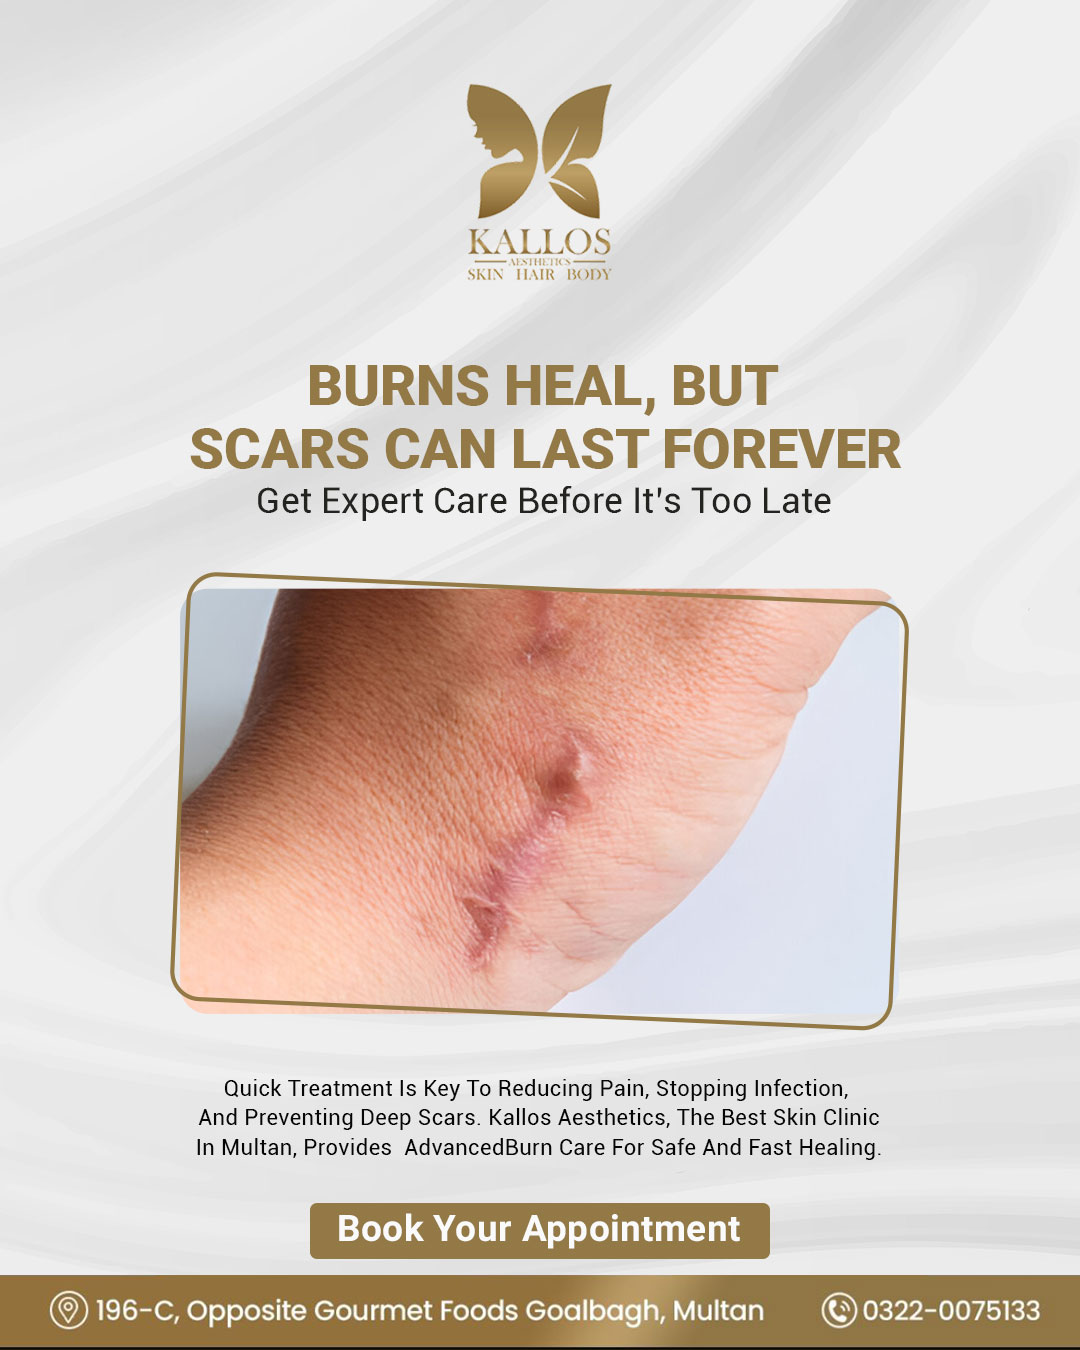 KALLOS
AESTHETICS
SKIN HAIR BODY
BURNS HEAL, BUT
SCARS CAN LAST FOREVER
Get Expert Care Before It's Too Late
Quick Treatment Is Key To Reducing Pain, Stopping Infection,
And Preventing Deep Scars. Kallos Aesthetics, The Best Skin Clinic
In Multan, Provides  AdvancedBurn Care For Safe And Fast Healing.
Book Your Appointment
196-C, Opposite Gourmet Foods Goalbagh, Multan
0322-0075133